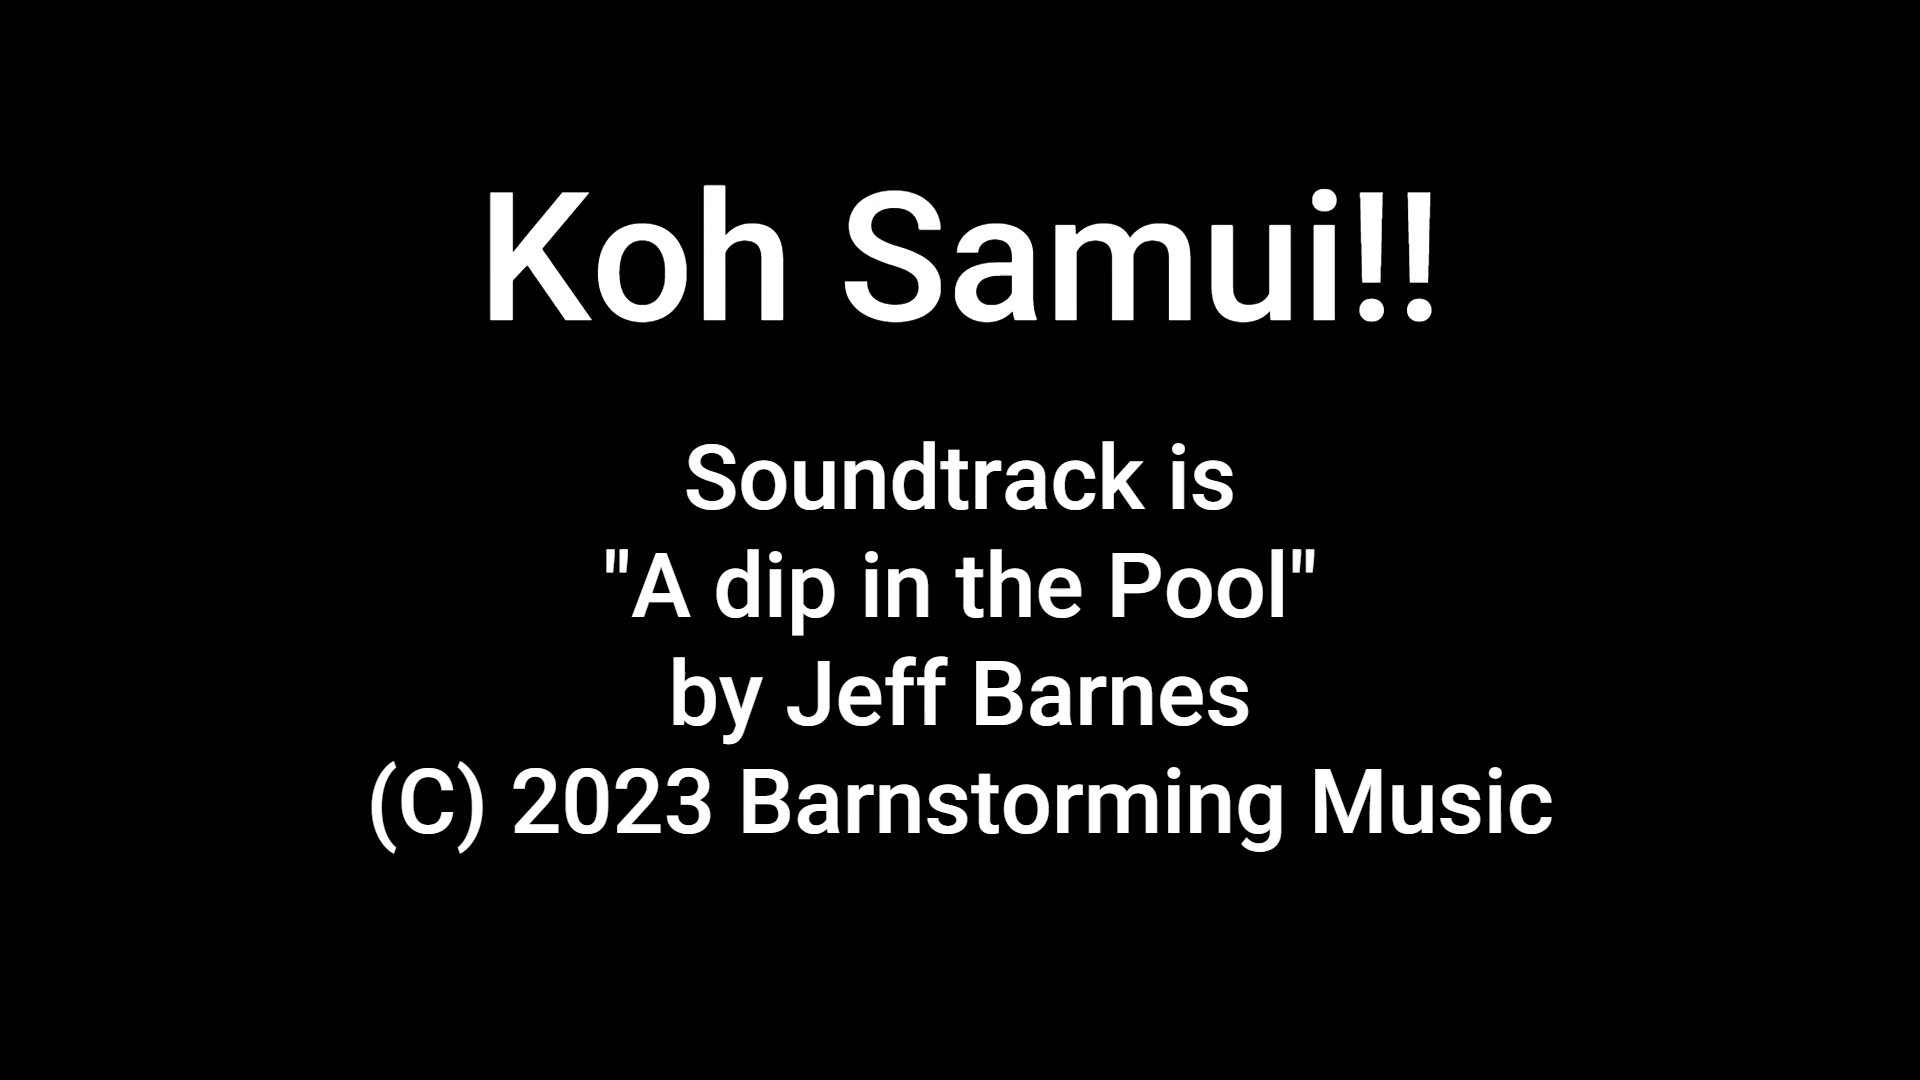 Koh Samui!!
Soundtrack is
"A dip in the Pool"
by Jeff Barnes
(C) 2023 Barnstorming Music